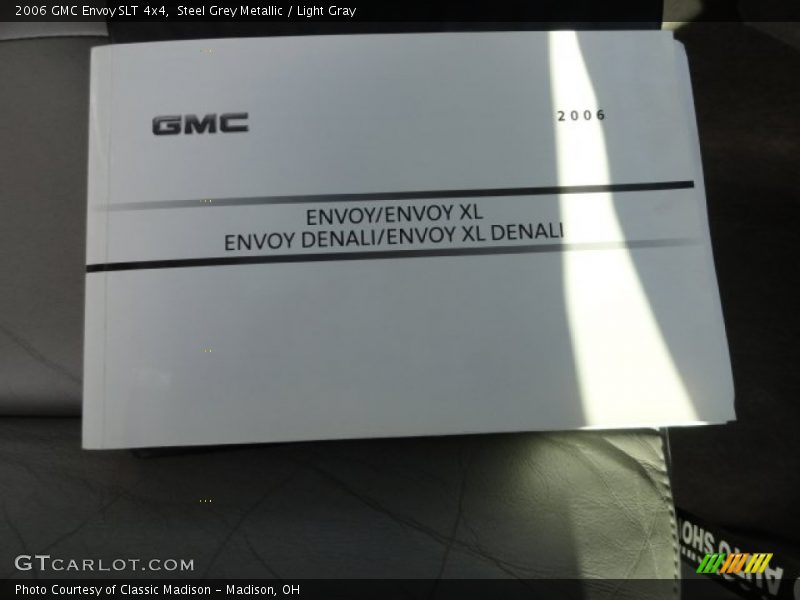 2006 GMC Envoy SLT 4x4, Steel Grey Metallic / Light Gray
GMC
2006
ENVOY/ENVOY XL
ENVOY DENALI/ENVOY XL DENALI
GTCARLOT.COM
Photo Courtesy of Classic Madison - Madison, OH